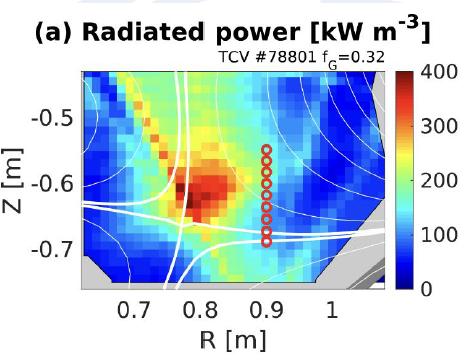 (a) Radiated power [kW m⁻³]
TCV #78801 f_G=0.32
400
300
200
100
0
-0.5
-0.6
-0.7
Z [m]
0.7 0.8 0.9 1
R [m]